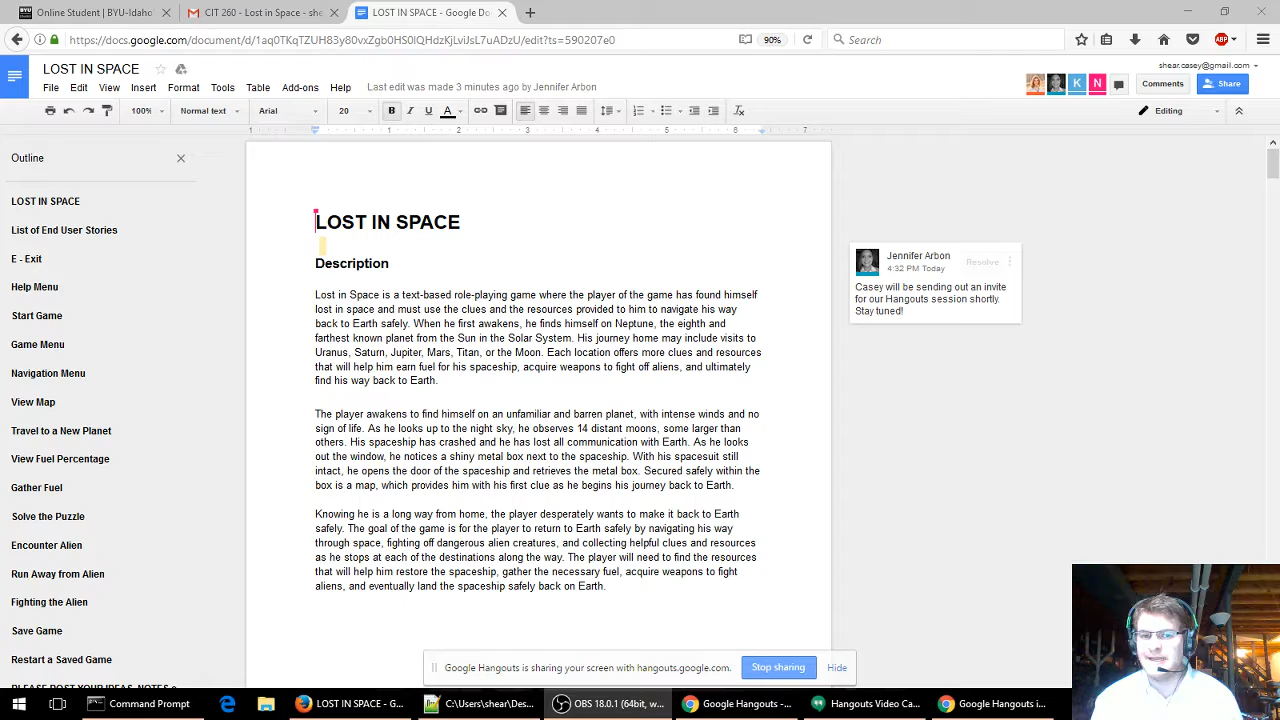 Online Student | BYU-Idaho
CIT 260 - Lost in Space - she
LOST IN SPACE - Google Do
https://docs.google.com/document/d/1aq0TKqTZUH83y80vxZgb0HS0lQHdzKjLviJsL7uADzU/edit?ts=590207e0
90%
Search
ABP
LOST IN SPACE
shear.casey@gmail.com
File Edit View Insert Format Tools Table Add-ons Help
Last edit was made 3 minutes ago by Jennifer Arbon
K N
Comments
Share
100% Normal text Arial 20 B I U A
Editing
1 1 2 3 4 5 6 7
Outline
LOST IN SPACE
List of End User Stories
E - Exit
Help Menu
Start Game
Game Menu
Navigation Menu
View Map
Travel to a New Planet
View Fuel Percentage
Gather Fuel
Solve the Puzzle
Encounter Alien
Run Away from Alien
Fighting the Alien
Save Game
Restart a Saved Game
LOST IN SPACE
Description
Lost in Space is a text-based role-playing game where the player of the game has found himself
lost in space and must use the clues and the resources provided to him to navigate his way
back to Earth safely. When he first awakens, he finds himself on Neptune, the eighth and
farthest known planet from the Sun in the Solar System. His journey home may include visits to
Uranus, Saturn, Jupiter, Mars, Titan, or the Moon. Each location offers more clues and resources
that will help him earn fuel for his spaceship, acquire weapons to fight off aliens, and ultimately
find his way back to Earth.
The player awakens to find himself on an unfamiliar and barren planet, with intense winds and no
sign of life. As he looks up to the night sky, he observes 14 distant moons, some larger than
others. His spaceship has crashed and he has lost all communication with Earth. As he looks
out the window, he notices a shiny metal box next to the spaceship. With his spacesuit still
intact, he opens the door of the spaceship and retrieves the metal box. Secured safely within the
box is a map, which provides him with his first clue as he begins his journey back to Earth.
Knowing he is a long way from home, the player desperately wants to make it back to Earth
safely. The goal of the game is for the player to return to Earth safely by navigating his way
through space, fighting off dangerous alien creatures, and collecting helpful clues and resources
as he stops at each of the destinations along the way. The player will need to find the resources
that will help him restore the spaceship, gather the necessary fuel, acquire weapons to fight
aliens, and eventually land the spaceship safely back on Earth.
Jennifer Arbon
4:32 PM Today
Resolve
Casey will be sending out an invite
for our Hangouts session shortly.
Stay tuned!
Google Hangouts is sharing your screen with hangouts.google.com.
Stop sharing
Hide
Command Prompt
LOST IN SPACE - G...
C:\Users\shear\Des...
OBS 18.0.1 (64bit, w...
Google Hangouts -...
Hangouts Video Ca...
Google Hangouts i...